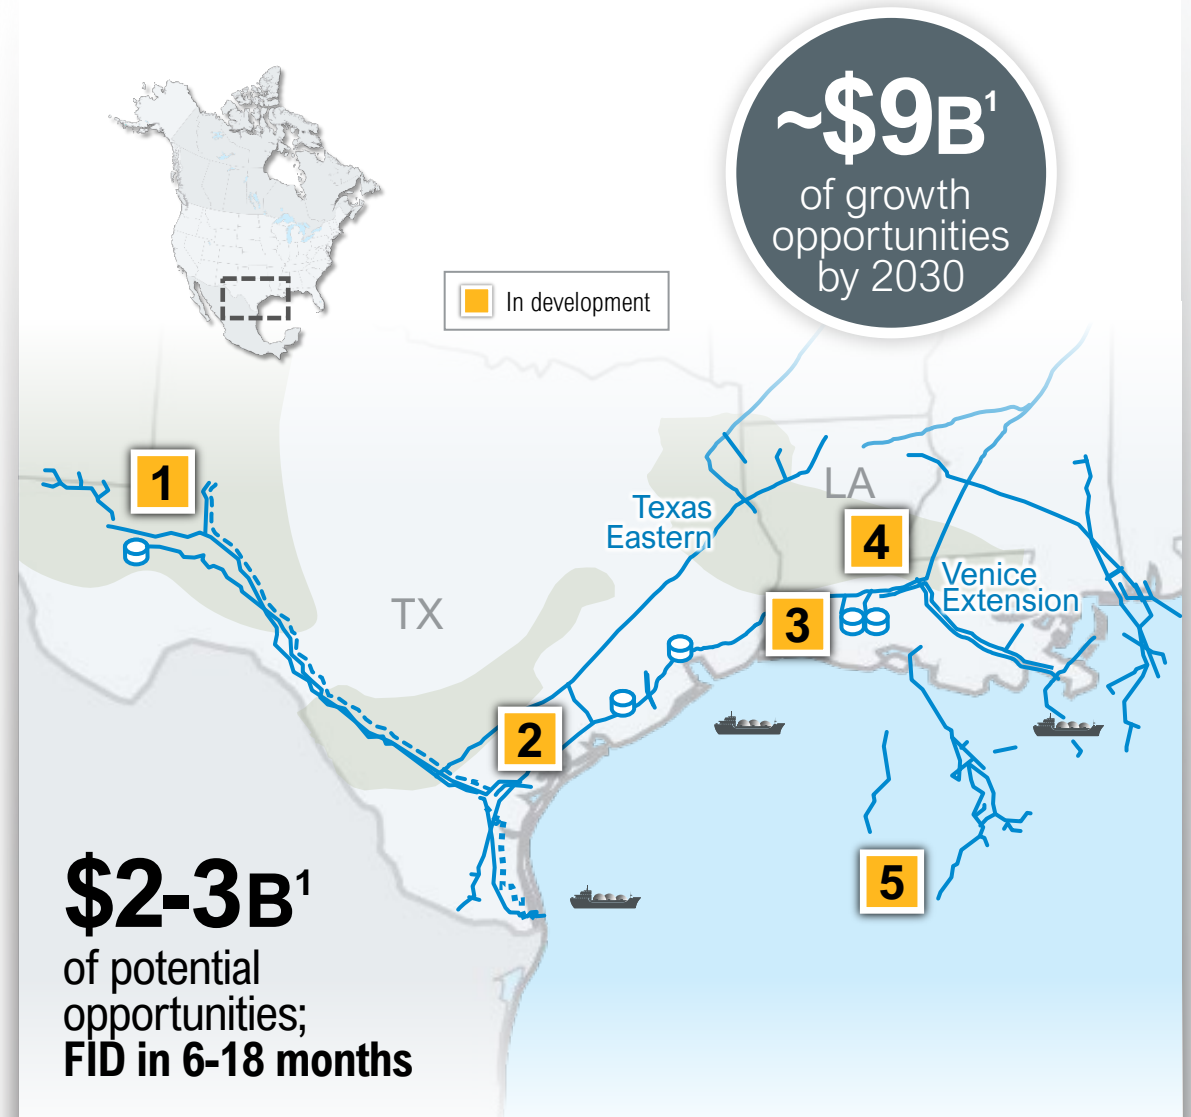 ~$9B¹
of growth
opportunities
by 2030
In development
1
LA
Texas
Eastern
4
Venice
Extension
TX
3
2
5
$2-3B¹
of potential
opportunities;
FID in 6-18 months